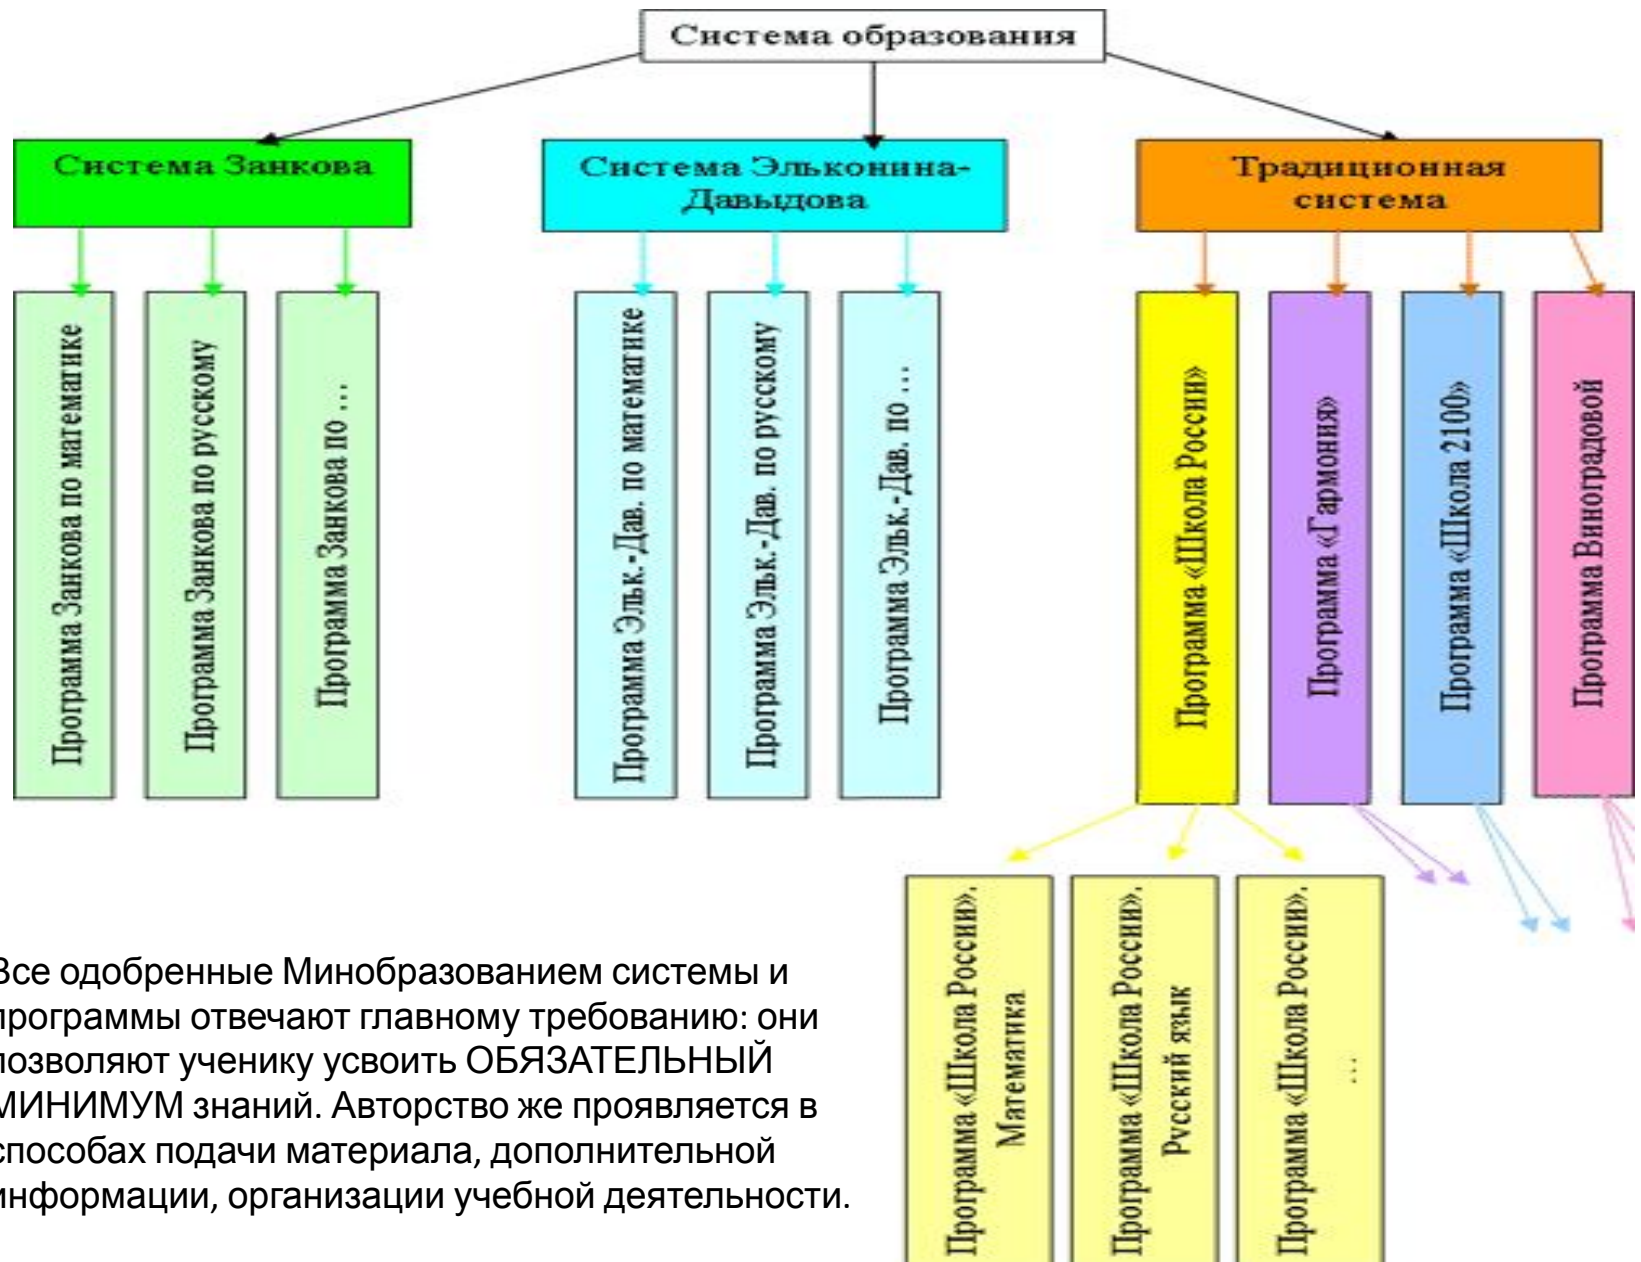 Система образования
Система Занкова
Система Эльконина-
Давыдова
Традиционная
система
Программа Занкова по математике
Программа Занкова по русскому
Программа Занкова по ...
Программа Эльк.-Дав. по математике
Программа Эльк.-Дав. по русскому
Программа Эльк.-Дав. по ...
Программа «Школа России»
Программа «Гармония»
Программа «Школа 2100»
Программа Виноградовой
Программа «Школа России».
Математика
Программа «Школа России».
Русский язык
Программа «Школа России».
...
Все одобренные Минобразованием системы и
программы отвечают главному требованию: они
позволяют ученику усвоить ОБЯЗАТЕЛЬНЫЙ
МИНИМУМ знаний. Авторство же проявляется в
способах подачи материала, дополнительной
информации, организации учебной деятельности.